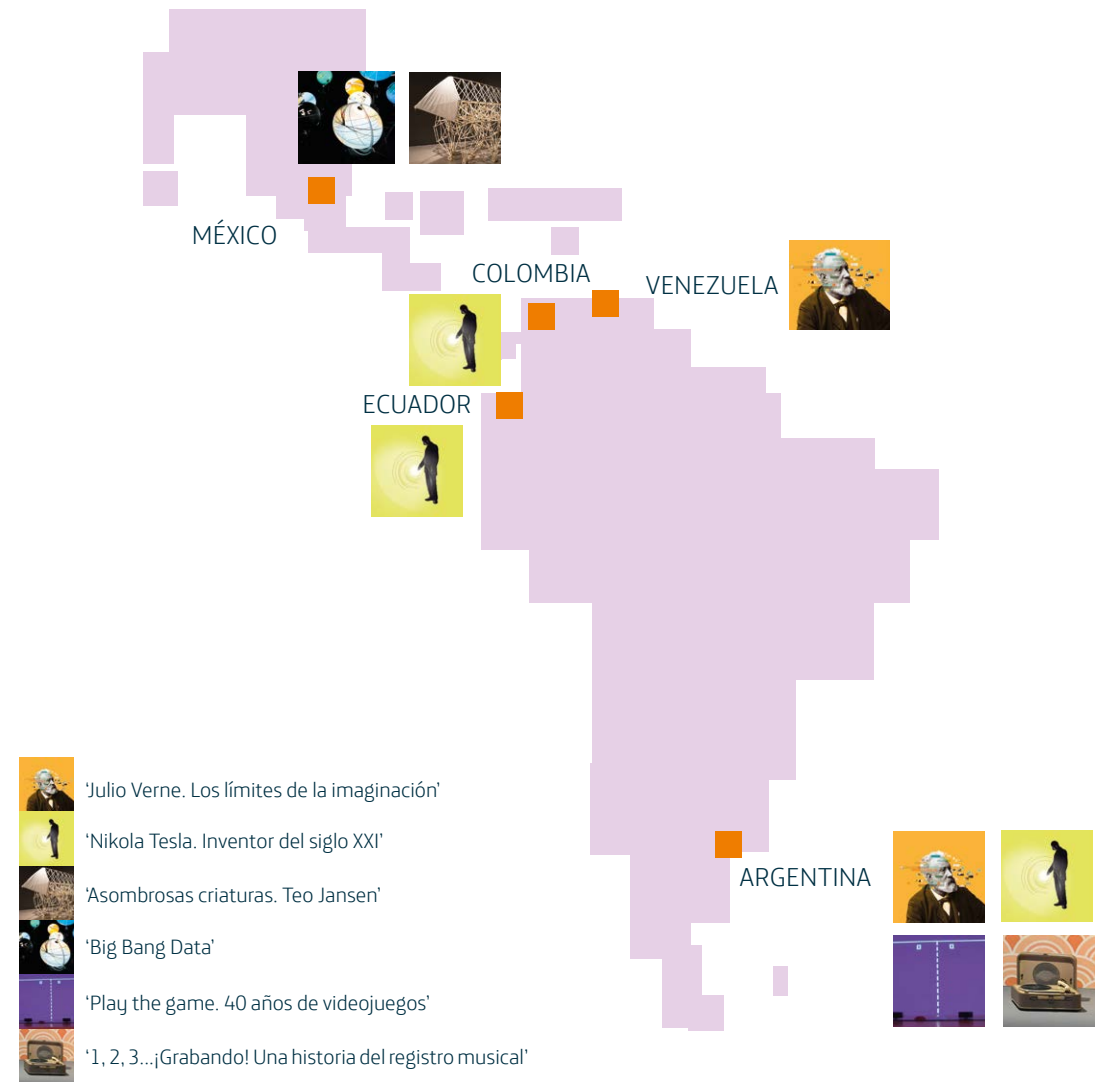 MÉXICO
COLOMBIA
VENEZUELA
ECUADOR
ARGENTINA
‘Julio Verne. Los límites de la imaginación’
‘Nikola Tesla. Inventor del siglo XXI’
‘Asombrosas criaturas. Teo Jansen’
‘Big Bang Data’
‘Play the game. 40 años de videojuegos’
‘1, 2, 3...¡Grabando! Una historia del registro musical’